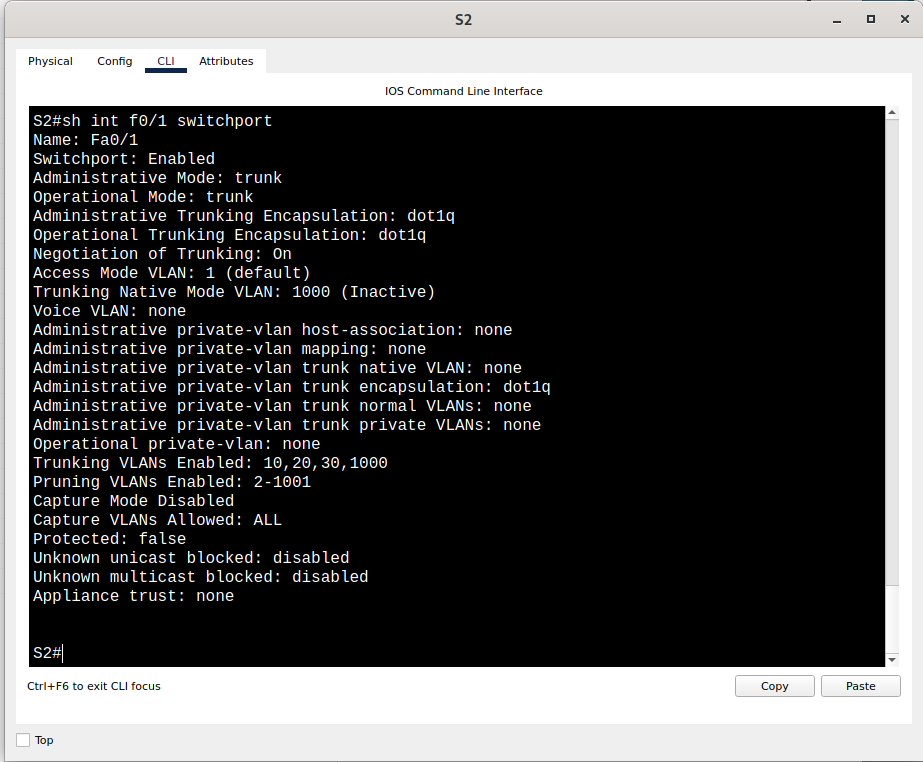 S2
Physical Config CLI Attributes
IOS Command Line Interface
S2#sh int f0/1 switchport
Name: Fa0/1
Switchport: Enabled
Administrative Mode: trunk
Operational Mode: trunk
Administrative Trunking Encapsulation: dot1q
Operational Trunking Encapsulation: dot1q
Negotiation of Trunking: On
Access Mode VLAN: 1 (default)
Trunking Native Mode VLAN: 1000 (Inactive)
Voice VLAN: none
Administrative private-vlan host-association: none
Administrative private-vlan mapping: none
Administrative private-vlan trunk native VLAN: none
Administrative private-vlan trunk encapsulation: dot1q
Administrative private-vlan trunk normal VLANs: none
Administrative private-vlan trunk private VLANs: none
Operational private-vlan: none
Trunking VLANs Enabled: 10,20,30,1000
Pruning VLANs Enabled: 2-1001
Capture Mode Disabled
Capture VLANs Allowed: ALL
Protected: false
Unknown unicast blocked: disabled
Unknown multicast blocked: disabled
Appliance trust: none
S2#
Ctrl+F6 to exit CLI focus
Copy Paste
Top